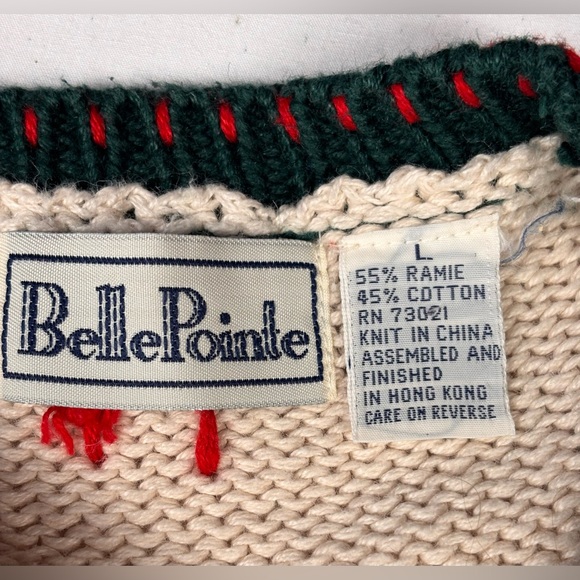 BellePointe
L
55% RAMIE
45% COTTON
RN 73021
KNIT IN CHINA
ASSEMBLED AND
FINISHED
IN HONG KONG
CARE ON REVERSE